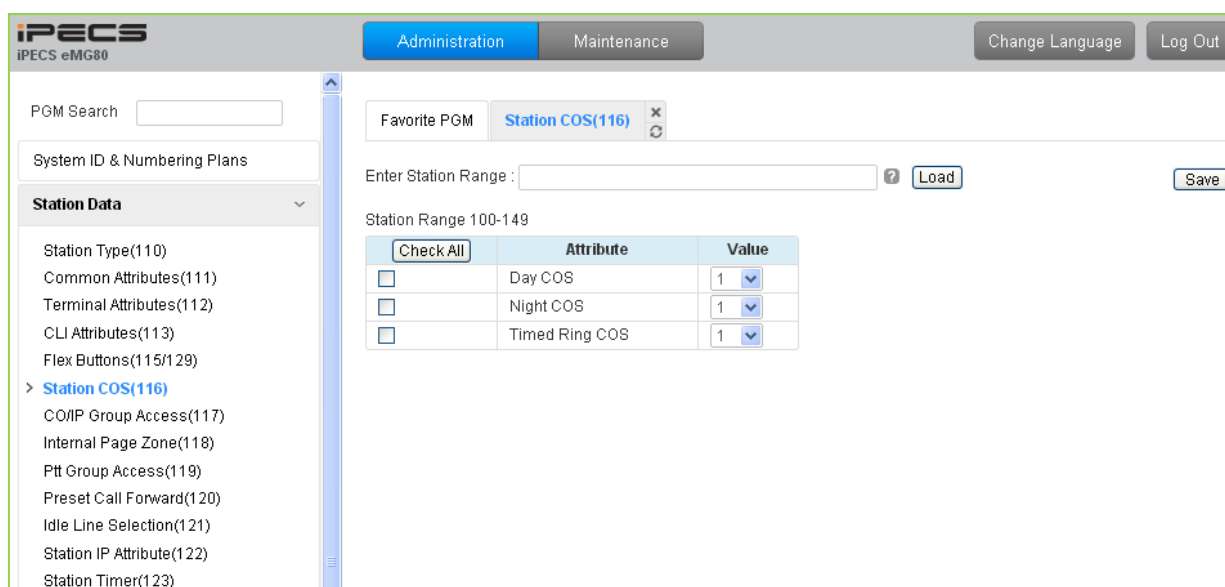 iPECS
iPECS eMG80
Administration
Maintenance
Change Language
Log Out
PGM Search
System ID & Numbering Plans
Station Data
Station Type(110)
Common Attributes(111)
Terminal Attributes(112)
CLI Attributes(113)
Flex Buttons(115/129)
> Station COS(116)
CO/IP Group Access(117)
Internal Page Zone(118)
Ptt Group Access(119)
Preset Call Forward(120)
Idle Line Selection(121)
Station IP Attribute(122)
Station Timer(123)
Favorite PGM
Station COS(116)
Enter Station Range :
?
Load
Save
Station Range 100-149
Check All Attribute Value
Day COS 1
Night COS 1
Timed Ring COS 1